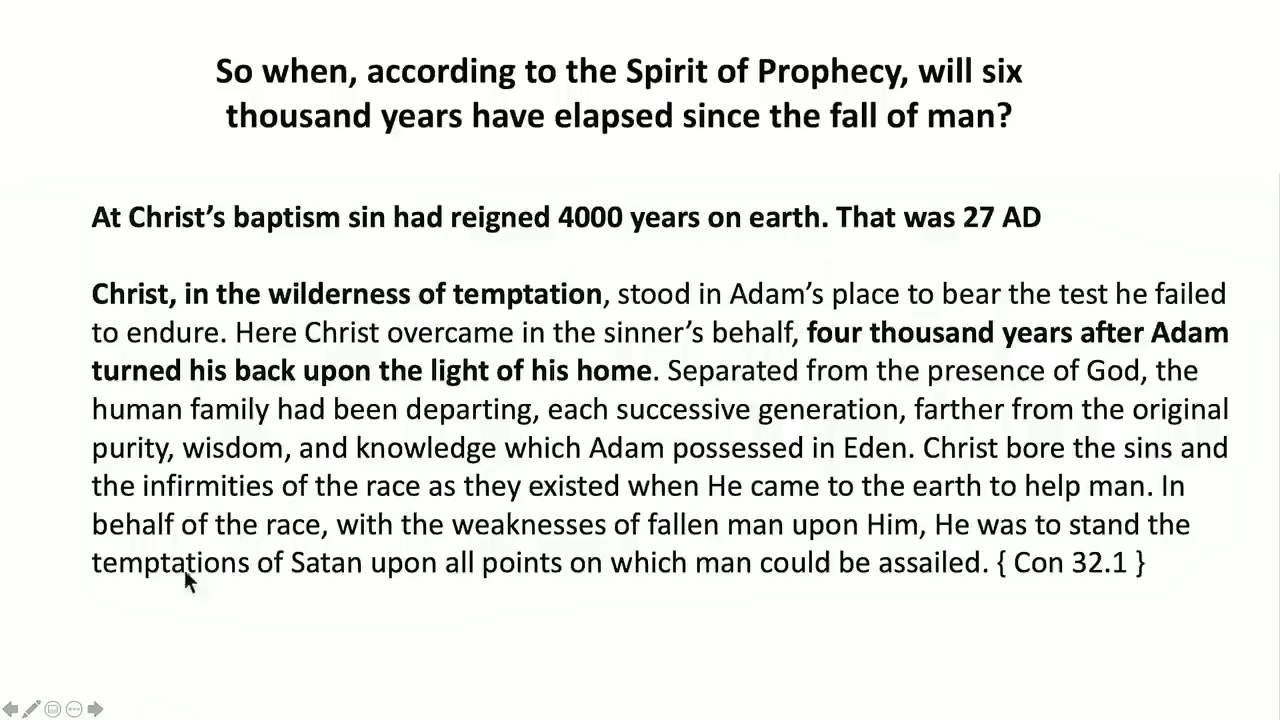 So when, according to the Spirit of Prophecy, will six
thousand years have elapsed since the fall of man?
At Christ’s baptism sin had reigned 4000 years on earth. That was 27 AD
Christ, in the wilderness of temptation, stood in Adam’s place to bear the test he failed
to endure. Here Christ overcame in the sinner’s behalf, four thousand years after Adam
turned his back upon the light of his home. Separated from the presence of God, the
human family had been departing, each successive generation, farther from the original
purity, wisdom, and knowledge which Adam possessed in Eden. Christ bore the sins and
the infirmities of the race as they existed when He came to the earth to help man. In
behalf of the race, with the weaknesses of fallen man upon Him, He was to stand the
temptations of Satan upon all points on which man could be assailed. { Con 32.1 }